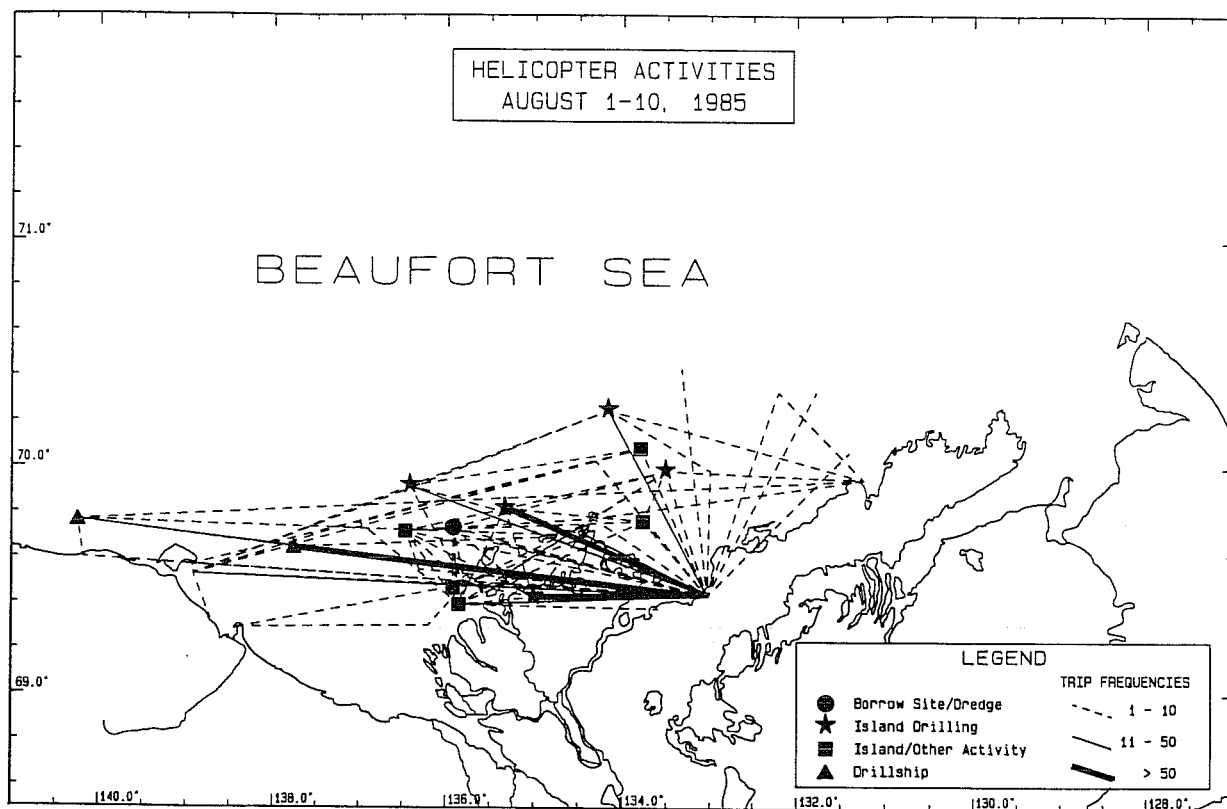 HELICOPTER ACTIVITIES
AUGUST 1-10, 1985
71.0°
BEAUFORT SEA
70.0°
69.0°
LEGEND
TRIP FREQUENCIES
Borrow Site/Dredge
1 - 10
Island Drilling
11 - 50
Island/Other Activity
Drillship
> 50
140.0° 138.0° 136.0° 134.0° 132.0° 130.0° 128.0°